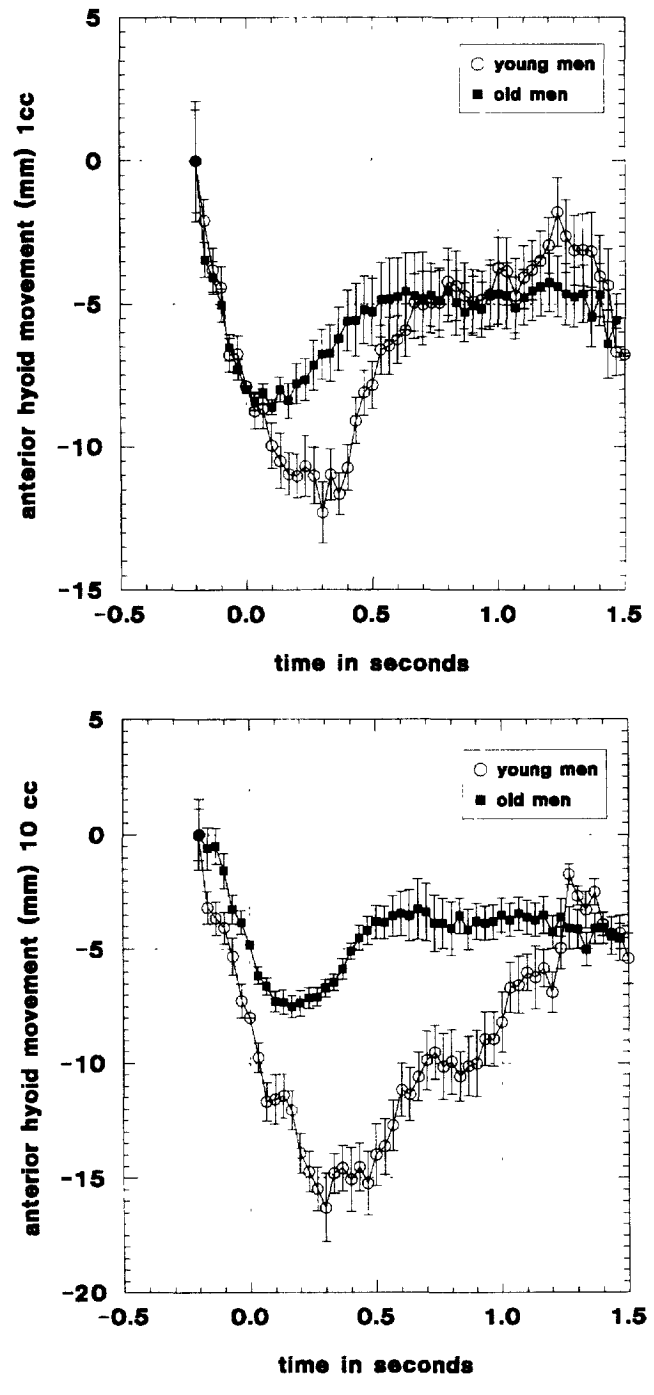 5
0
-5
-10
-15
anterior hyoid movement (mm) 1cc
young men
old men
-0.5 0.0 0.5 1.0 1.5
time in seconds
5
0
-5
-10
-15
-20
anterior hyoid movement (mm) 10 cc
young men
old men
-0.5 0.0 0.5 1.0 1.5
time in seconds